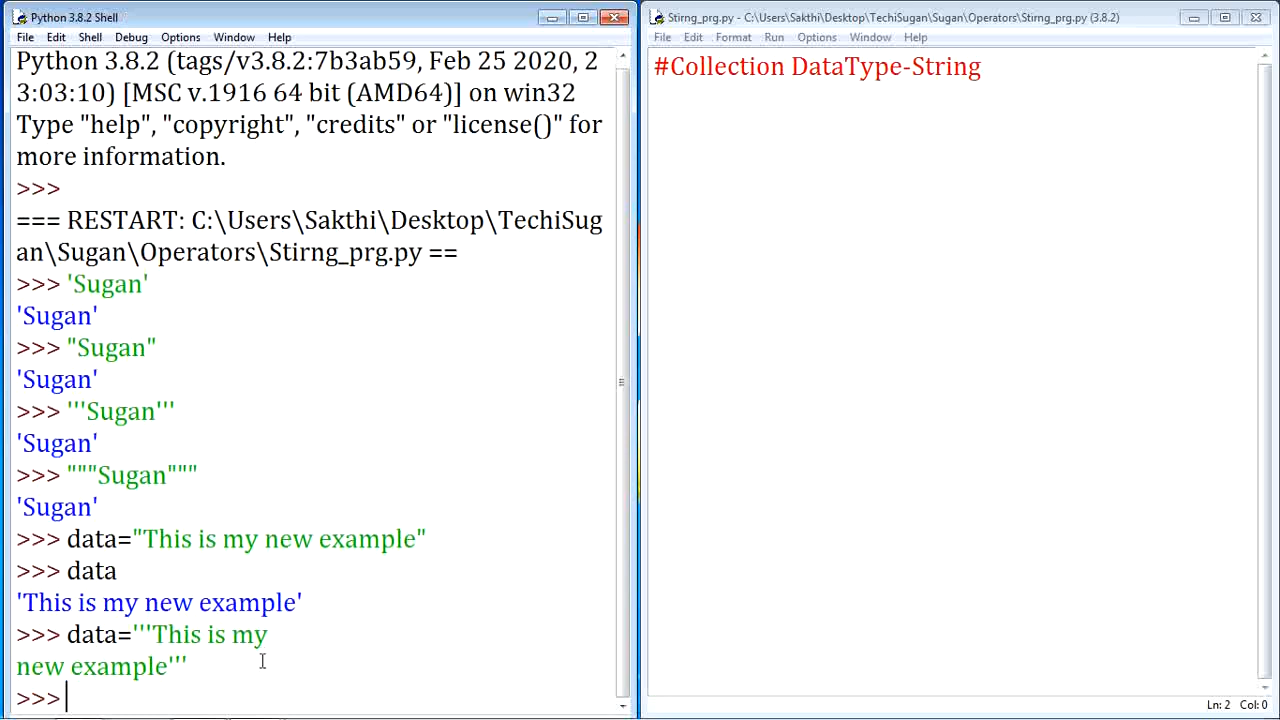 Python 3.8.2 Shell
File Edit Shell Debug Options Window Help
Python 3.8.2 (tags/v3.8.2:7b3ab59, Feb 25 2020, 2
3:03:10) [MSC v.1916 64 bit (AMD64)] on win32
Type "help", "copyright", "credits" or "license()" for
more information.
>>>
=== RESTART: C:\Users\Sakthi\Desktop\TechiSug
an\Sugan\Operators\Stirng_prg.py ==
>>> 'Sugan'
'Sugan'
>>> "Sugan"
'Sugan'
>>> '''Sugan'''
'Sugan'
>>> """Sugan"""
'Sugan'
>>> data="This is my new example"
>>> data
'This is my new example'
>>> data='''This is my
new example'''
>>>
Stirng_prg.py - C:\Users\Sakthi\Desktop\TechiSugan\Sugan\Operators\Stirng_prg.py (3.8.2)
File Edit Format Run Options Window Help
#Collection DataType-String
Ln: 2 Col: 0